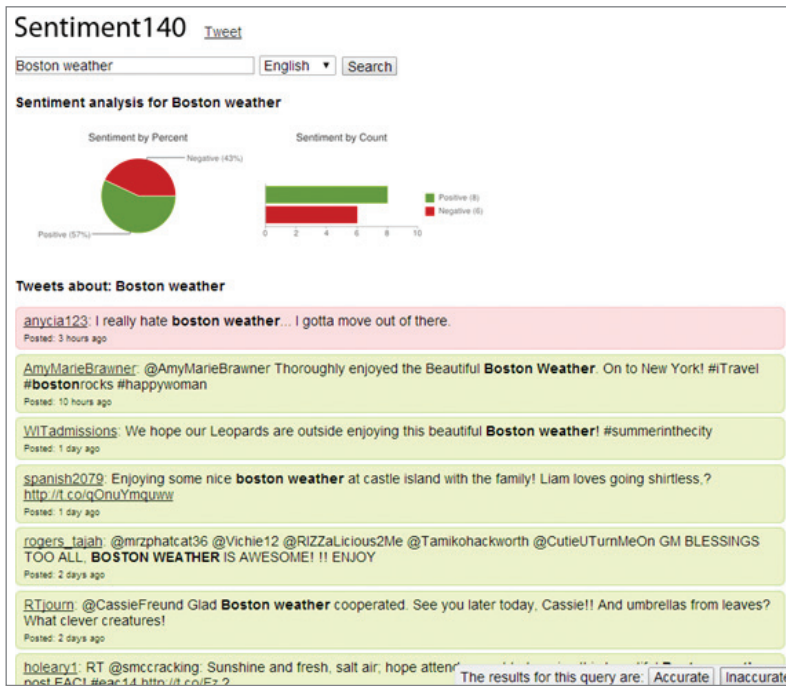 Sentiment140 Tweet
Boston weather English Search
Sentiment analysis for Boston weather
Sentiment by Percent
Negative (43%)
Positive (57%)
Sentiment by Count
Positive (8)
Negative (6)
0 2 4 6 8 10
Tweets about: Boston weather
anycia123: I really hate boston weather... I gotta move out of there.
Posted: 3 hours ago
AmyMarieBrawner: @AmyMarieBrawner Thoroughly enjoyed the Beautiful Boston Weather. On to New York! #iTravel
#bostonrocks #happywoman
Posted: 10 hours ago
WITadmissions: We hope our Leopards are outside enjoying this beautiful Boston weather! #summerinthecity
Posted: 1 day ago
spanish2079: Enjoying some nice boston weather at castle island with the family! Liam loves going shirtless,?
http://t.co/qOnuYmquww
Posted: 1 day ago
rogers_tajah: @mrzphatcat36 @Vichie12 @RIZZaLicious2Me @Tamikohackworth @CutieUTurnMeOn GM BLESSINGS
TOO ALL, BOSTON WEATHER IS AWESOME! !! ENJOY
Posted: 2 days ago
RTjourn: @CassieFreund Glad Boston weather cooperated. See you later today, Cassie!! And umbrellas from leaves?
What clever creatures!
Posted: 2 days ago
holeary1: RT @smccracking: Sunshine and fresh, salt air; hope
post EAC! #eac14
The results for this query are: Accurate Inaccurate